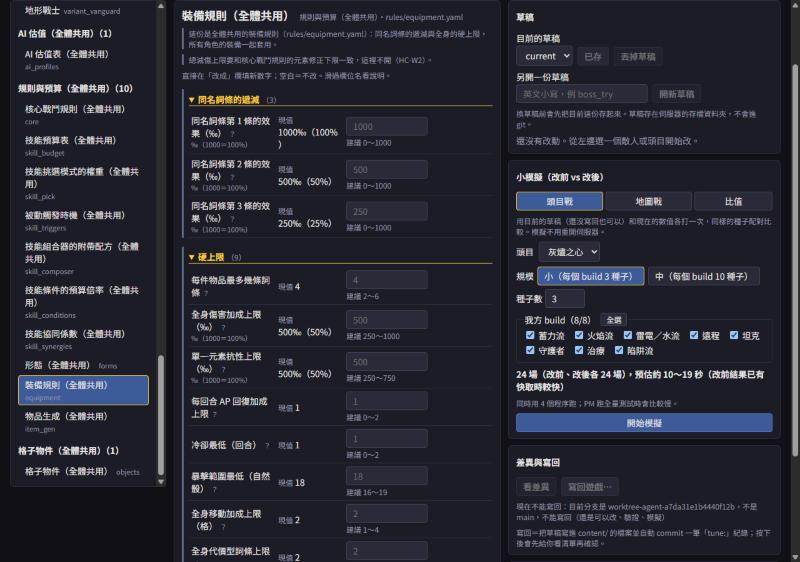 地形戰士 variant_vanguard
AI 估值（全體共用）（1）
AI 估值表（全體共用）
ai_profiles
規則與預算（全體共用）（10）
核心戰鬥規則（全體共用）
core
技能預算表（全體共用）
skill_budget
技能挑選模式的權重（全體共
用）
skill_pick
被動觸發時機（全體共用）
skill_triggers
技能組合器的附帶配方（全體
共用）
skill_composer
技能條件的預算倍率（全體共
用）
skill_conditions
技能協同係數（全體共用）
skill_synergies
形態（全體共用） forms
裝備規則（全體共用）
equipment
物品生成（全體共用）
item_gen
格子物件（全體共用）（1）
格子物件（全體共用） objects
裝備規則（全體共用） 規則與預算（全體共用）・rules/equipment.yaml
這份是全體共用的裝備規則（rules/equipment.yaml）：同名詞條的遞減與全身的硬上限，
所有角色的裝備一起套用。
總減傷上限要和核心戰鬥規則的元素修正下限一致，這裡不開（HC-W2）。
直接在「改成」欄填新數字；空白＝不改。滑過欄位名看說明。
▼ 同名詞條的遞減 （3）
同名詞條第 1 條的效
果（‰） ?
‰（1000＝100%）
現值
1000‰（100%
）
1000
建議 0～1000
同名詞條第 2 條的效
果（‰） ?
‰（1000＝100%）
現值
500‰（50%）
500
建議 0～1000
同名詞條第 3 條的效
果（‰） ?
‰（1000＝100%）
現值
250‰（25%）
250
建議 0～1000
▼ 硬上限 （9）
每件物品最多幾條詞
條 ?
現值 4
4
建議 2～6
全身傷害加成上限
（‰） ?
‰（1000＝100%）
現值
500‰（50%）
500
建議 250～1000
單一元素抗性上限
（‰） ?
‰（1000＝100%）
現值
500‰（50%）
500
建議 250～750
每回合 AP 回復加成
上限 ?
現值 1
1
建議 0～2
冷卻最低（回合） ?
現值 1
1
建議 0～2
暴擊範圍最低（自然
骰） ?
現值 18
18
建議 16～19
全身移動加成上限
（格） ?
現值 2
2
建議 1～4
全身代價型詞條上限
現值 2
2
草稿
目前的草稿
current 已存 丟掉草稿
另開一份草稿
英文小寫，例 boss_try 開新草稿
換草稿前會先把目前這份存起來。草稿存在伺服器的存檔資料夾，不會進
git。
還沒有改動。從左邊選一個敵人或頭目開始改。
小模擬（改前 vs 改後）
頭目戰 地圖戰 比值
用目前的草稿（還沒寫回也可以）和現在的數值各打一次，同樣的種子配對比
較。模擬不用重開伺服器。
頭目 灰燼之心
規模 小（每個 build 3 種子） 中（每個 build 10 種子）
種子數 3
我方 build（8/8） 全選
蓄力流 火焰流 雷電／水流 遠程 坦克
守護者 治療 陷阱流
24 場（改前、改後各 24 場），預估約 10～19 秒（改前結果已有
快取時較快）
同時用 4 個程序跑；PM 跑全量測試時會比較慢。
開始模擬
差異與寫回
看差異 寫回遊戲⋯
現在不能寫回：目前分支是 worktree-agent-a7da31e1b4440f12b，不是
main，不能寫回（還是可以改、驗證、模擬）
寫回＝把草稿寫進 content/ 的檔案並自動 commit 一筆「tune:」紀錄；按下
後會先給你看清單再確認。